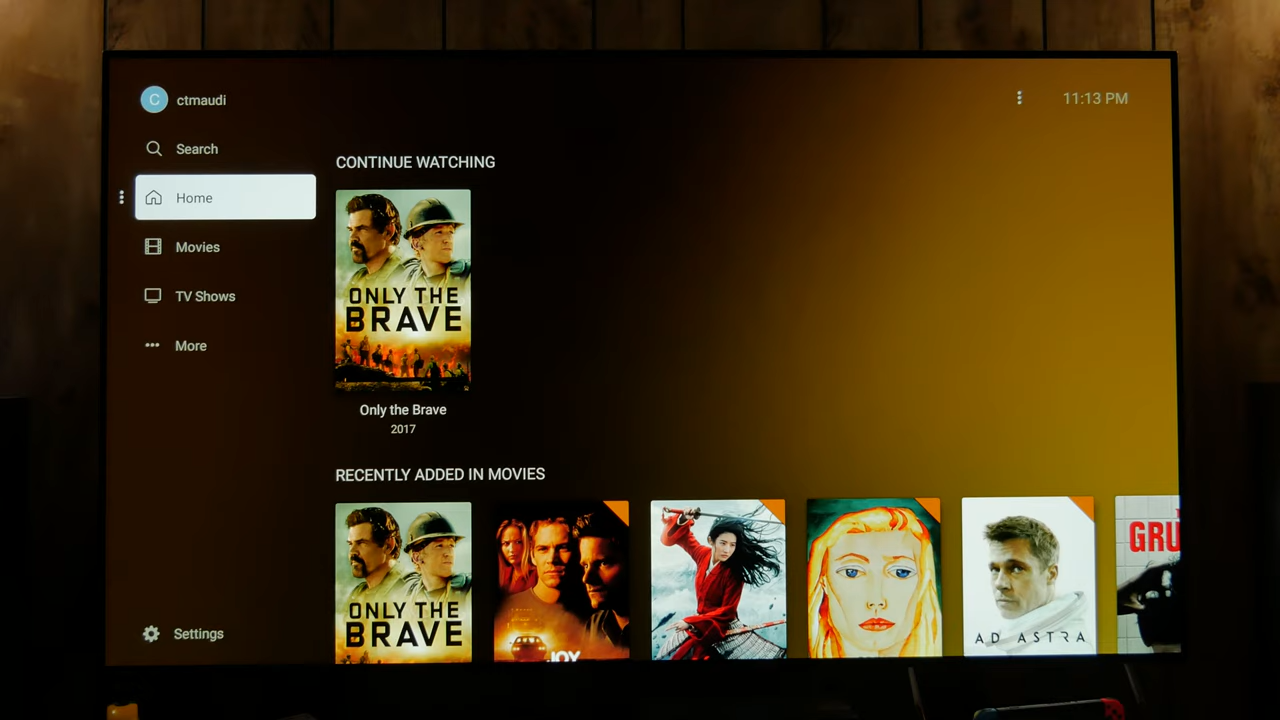 C ctmaudi
11:13 PM
Search
Home
Movies
TV Shows
More
Settings
CONTINUE WATCHING
ONLY THE
BRAVE
Only the Brave
2017
RECENTLY ADDED IN MOVIES
ONLY THE
BRAVE
JOY
AD ASTRA
GRU